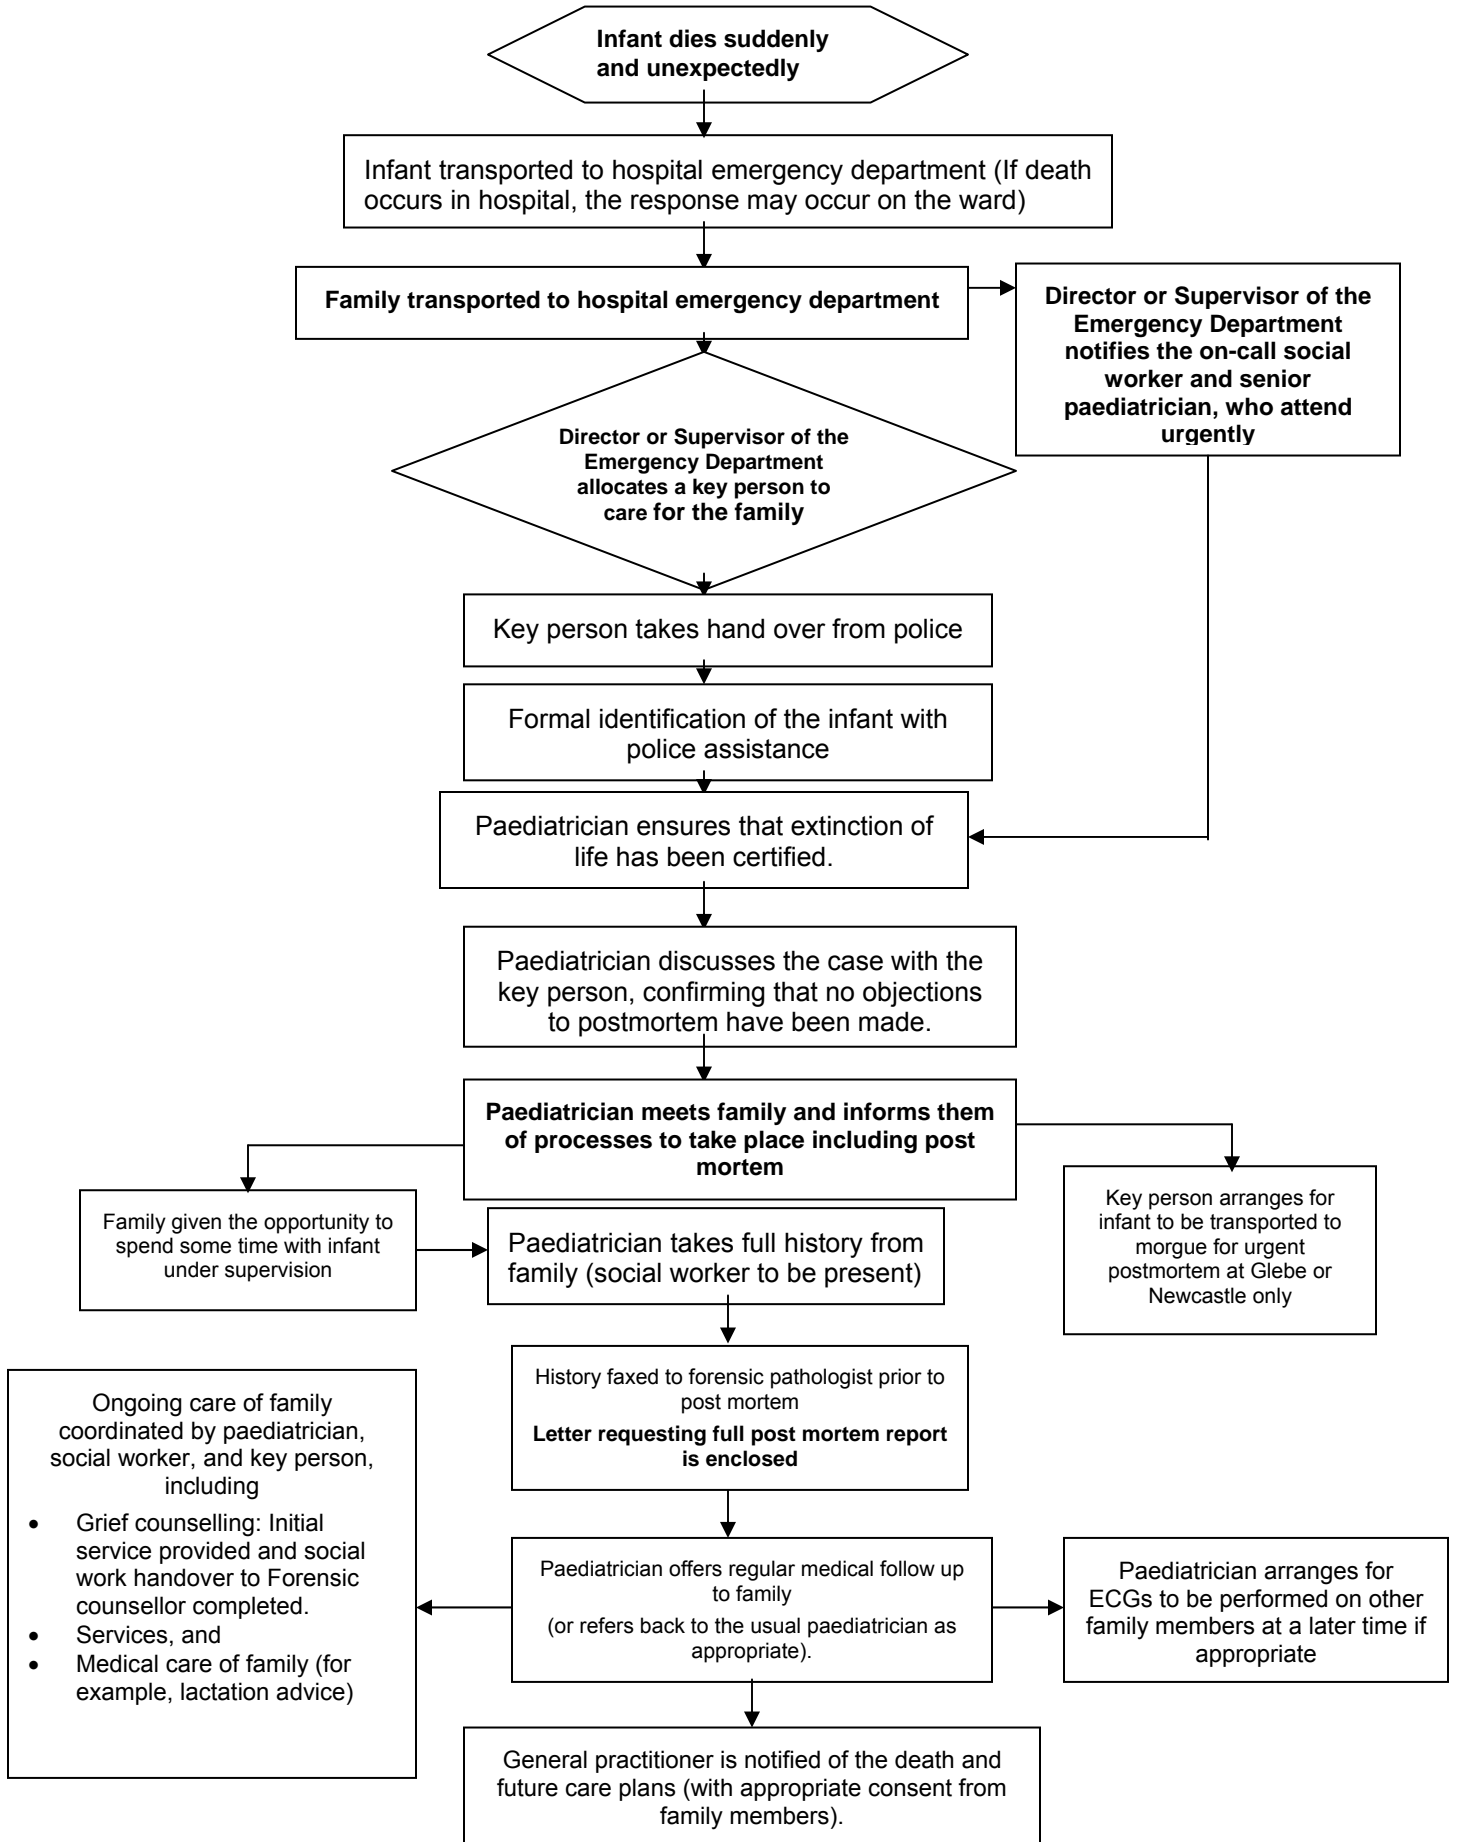 Infant dies suddenly
and unexpectedly
Infant transported to hospital emergency department (If death
occurs in hospital, the response may occur on the ward)
Family transported to hospital emergency department
Director or Supervisor of the
Emergency Department
notifies the on-call social
worker and senior
paediatrician, who attend
urgently
Director or Supervisor of the
Emergency Department
allocates a key person to
care for the family
Key person takes hand over from police
Formal identification of the infant with
police assistance
Paediatrician ensures that extinction of
life has been certified.
Paediatrician discusses the case with the
key person, confirming that no objections
to postmortem have been made.
Paediatrician meets family and informs them
of processes to take place including post
mortem
Family given the opportunity to
spend some time with infant
under supervision
Paediatrician takes full history from
family (social worker to be present)
Key person arranges for
infant to be transported to
morgue for urgent
postmortem at Glebe or
Newcastle only
History faxed to forensic pathologist prior to
post mortem
Letter requesting full post mortem report
is enclosed
Ongoing care of family
coordinated by paediatrician,
social worker, and key person,
including
• Grief counselling: Initial
service provided and social
work handover to Forensic
counsellor completed.
• Services, and
• Medical care of family (for
example, lactation advice)
Paediatrician offers regular medical follow up
to family
(or refers back to the usual paediatrician as
appropriate).
Paediatrician arranges for
ECGs to be performed on other
family members at a later time if
appropriate
General practitioner is notified of the death and
future care plans (with appropriate consent from
family members).